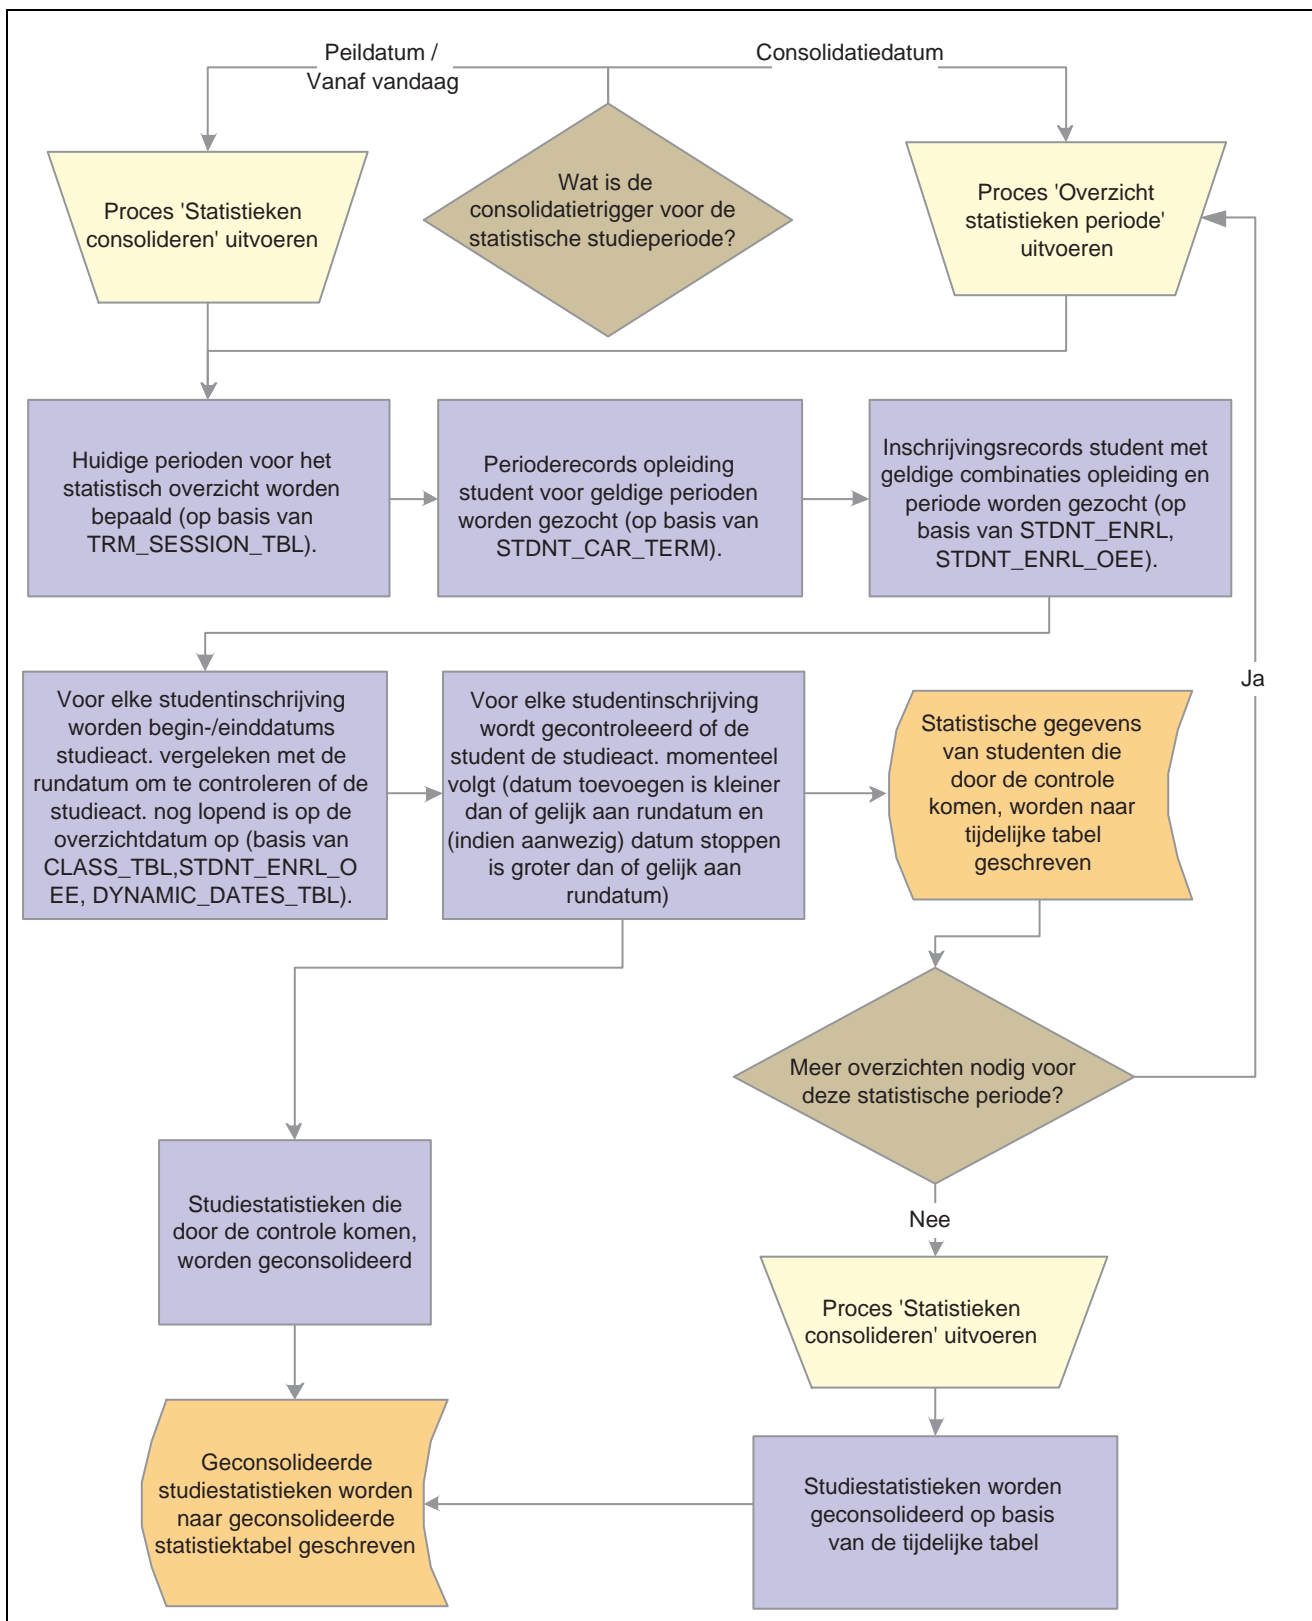 Peildatum /
Vanaf vandaag
Consolidatiedatum
Wat is de
consolidatietrigger voor de
statistische studieperiode?
Proces 'Statistieken
consolideren' uitvoeren
Proces 'Overzicht
statistieken periode'
uitvoeren
Huidige perioden voor het
statistisch overzicht worden
bepaald (op basis van
TRM_SESSION_TBL).
Perioderecords opleiding
student voor geldige perioden
worden gezocht (op basis van
STDNT_CAR_TERM).
Inschrijvingsrecords student met
geldige combinaties opleiding en
periode worden gezocht (op
basis van STDNT_ENRL,
STDNT_ENRL_OEE).
Voor elke studentinschrijving
worden begin-/einddatums
studieact. vergeleken met de
rundatum om te controleren of de
studieact. nog lopend is op de
overzichtdatum op (basis van
CLASS_TBL,STDNT_ENRL_O
EE, DYNAMIC_DATES_TBL).
Voor elke studentinschrijving
wordt gecontroleeerd of de
student de studieact. momenteel
volgt (datum toevoegen is kleiner
dan of gelijk aan rundatum en
(indien aanwezig) datum stoppen
is groter dan of gelijk aan
rundatum)
Statistische gegevens
van studenten die
door de controle
komen, worden naar
tijdelijke tabel
geschreven
Ja
Meer overzichten nodig voor
deze statistische periode?
Nee
Studiestatistieken die
door de controle komen,
worden geconsolideerd
Proces 'Statistieken
consolideren' uitvoeren
Geconsolideerde
studiestatistieken worden
naar geconsolideerde
statistiektabel geschreven
Studiestatistieken worden
geconsolideerd op basis
van de tijdelijke tabel